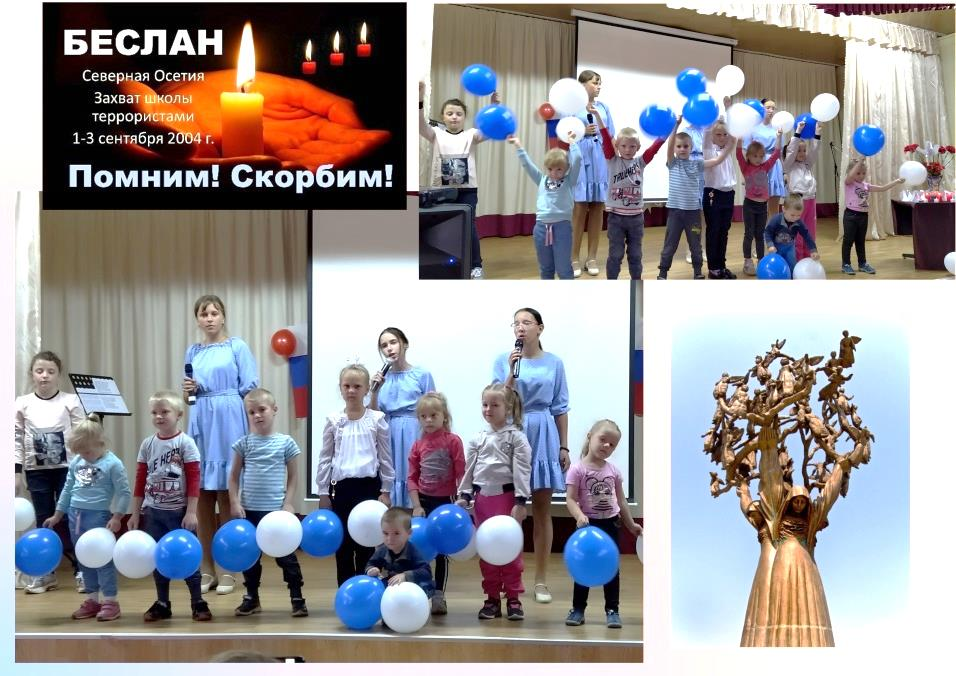 БЕСЛАН
Северная Осетия
Захват школы
террористами
1-3 сентября 2004 г.
Помним! Скорбим!